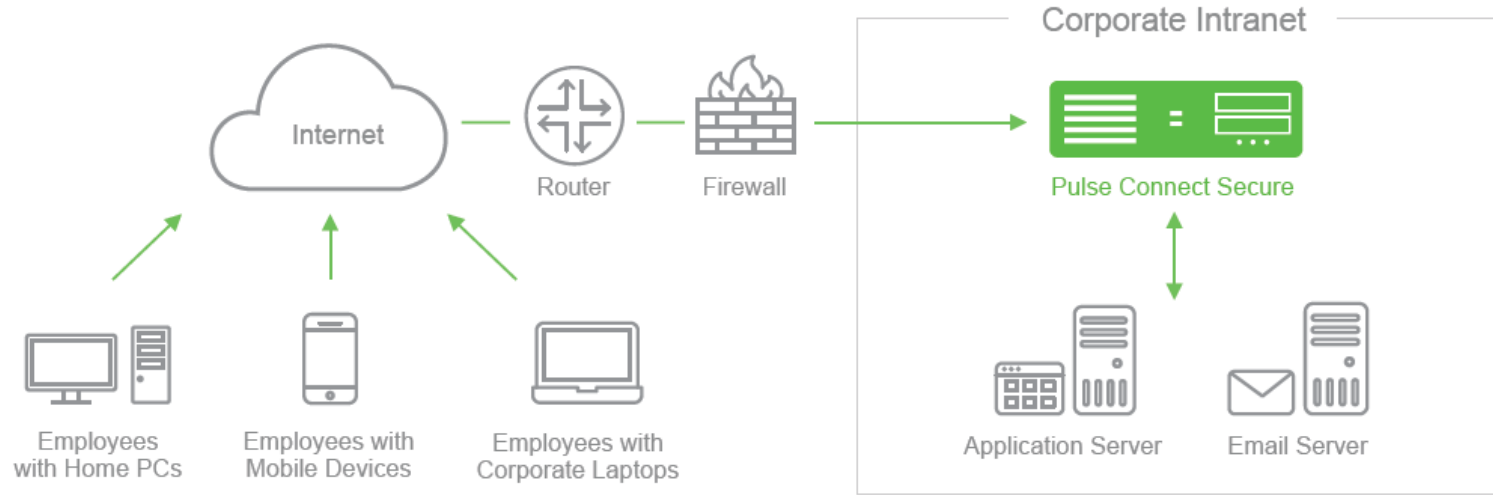 Corporate Intranet
Internet
Router
Firewall
Pulse Connect Secure
Employees
with Home PCs
Employees with
Mobile Devices
Employees with
Corporate Laptops
Application Server
Email Server